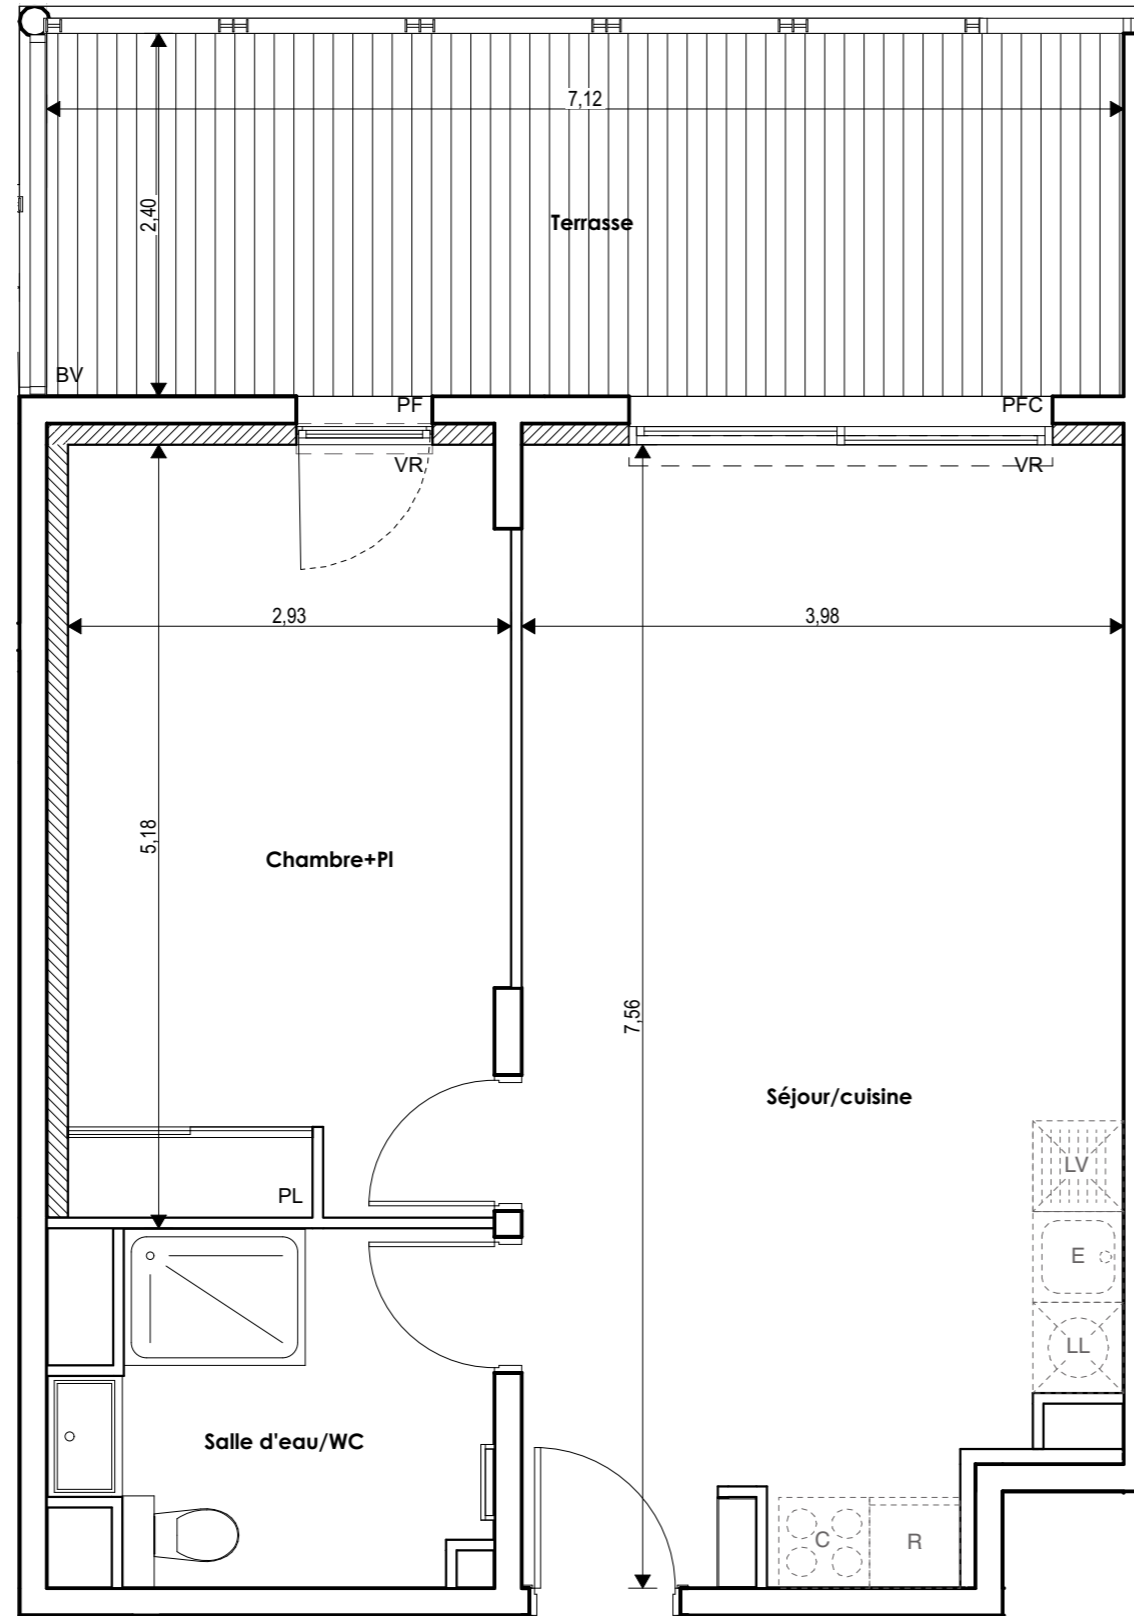 7,12
2,40
Terrasse
BV
PF
PFC
VR
VR
2,93
3,98
5,18
Chambre+Pl
7,56
Séjour/cuisine
LV
PL
E
LL
Salle d'eau/WC
C
R